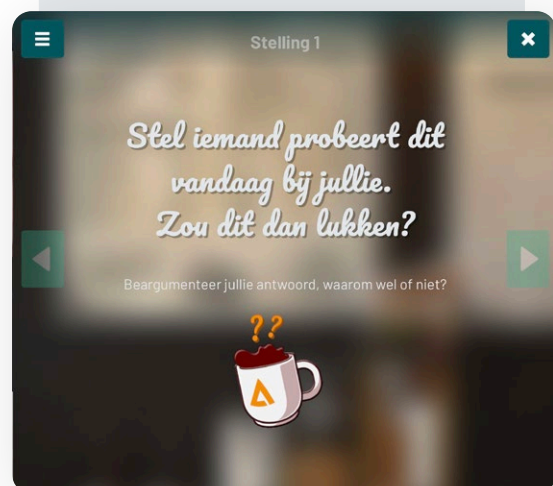 Stelling 1
Stel iemand probeert dit
vandaag bij jullie.
Zou dit dan lukken?
Beargumenteer jullie antwoord, waarom wel of niet?
??